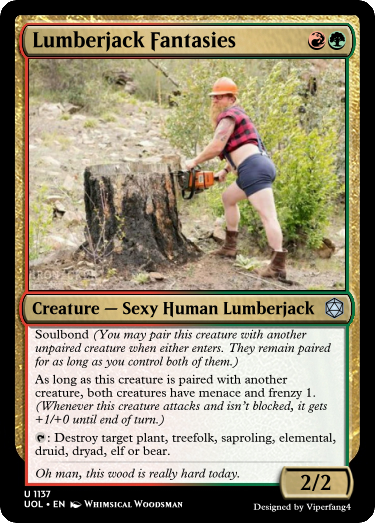 Lumberjack Fantasies
Creature — Sexy Human Lumberjack
Soulbond (You may pair this creature with another
unpaired creature when either enters. They remain paired
for as long as you control both of them.)
As long as this creature is paired with another
creature, both creatures have menace and frenzy 1.
(Whenever this creature attacks and isn't blocked, it gets
+1/+0 until end of turn.)
: Destroy target plant, treefolk, saproling, elemental,
druid, dryad, elf or bear.
Oh man, this wood is really hard today.
2/2
U 1137
UOL • EN Whimsical Woodsman
Designed by Viperfang4